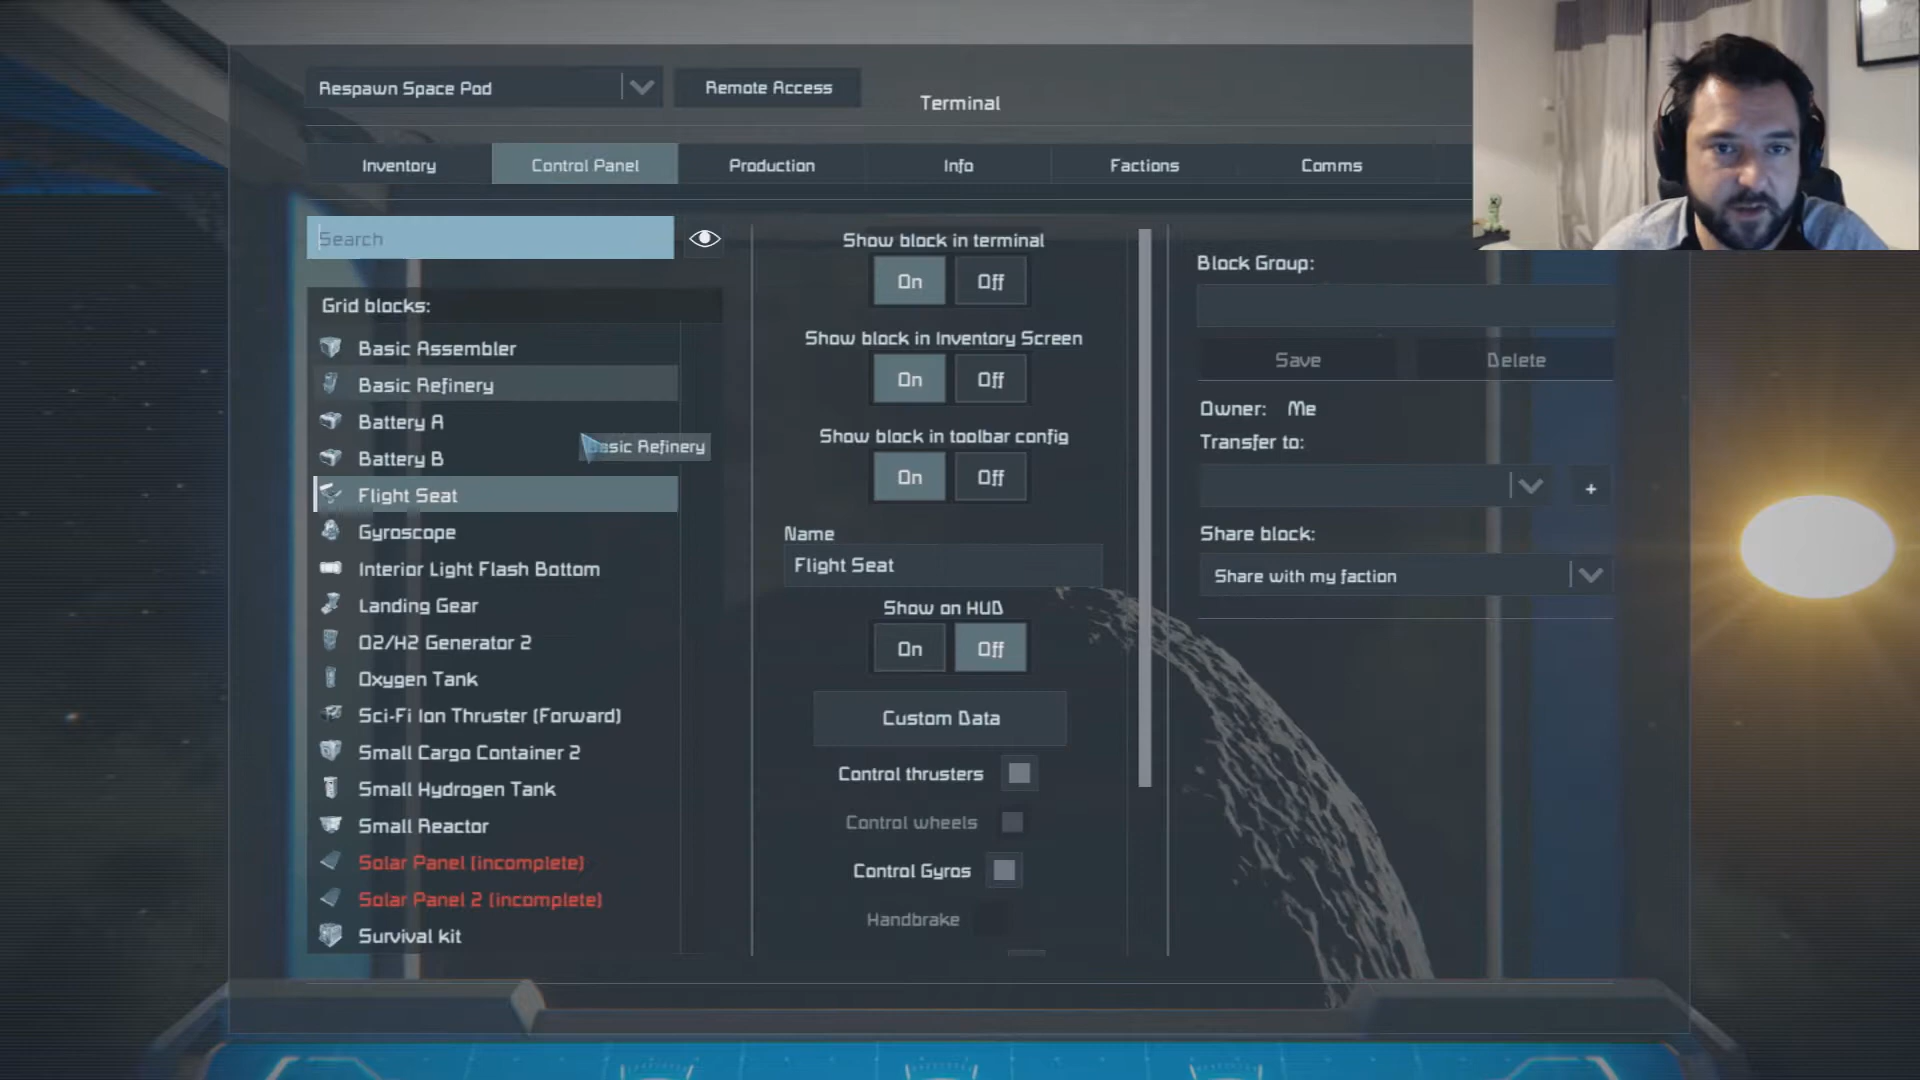 Respawn Space Pod
Remote Access
Terminal
Inventory
Control Panel
Production
Info
Factions
Comms
Search
Grid blocks:
Basic Assembler
Basic Refinery
Battery A
Battery B
Basic Refinery
Flight Seat
Gyroscope
Interior Light Flash Bottom
Landing Gear
O2/H2 Generator 2
Oxygen Tank
Sci-Fi Ion Thruster (Forward)
Small Cargo Container 2
Small Hydrogen Tank
Small Reactor
Solar Panel (incomplete)
Solar Panel 2 (incomplete)
Survival kit
Show block in terminal
On Off
Show block in Inventory Screen
On Off
Show block in toolbar config
On Off
Name
Flight Seat
Show on HUD
On Off
Custom Data
Control thrusters
Control wheels
Control Gyros
Handbrake
Block Group:
Save Delete
Owner: Me
Transfer to:
+
Share block:
Share with my faction